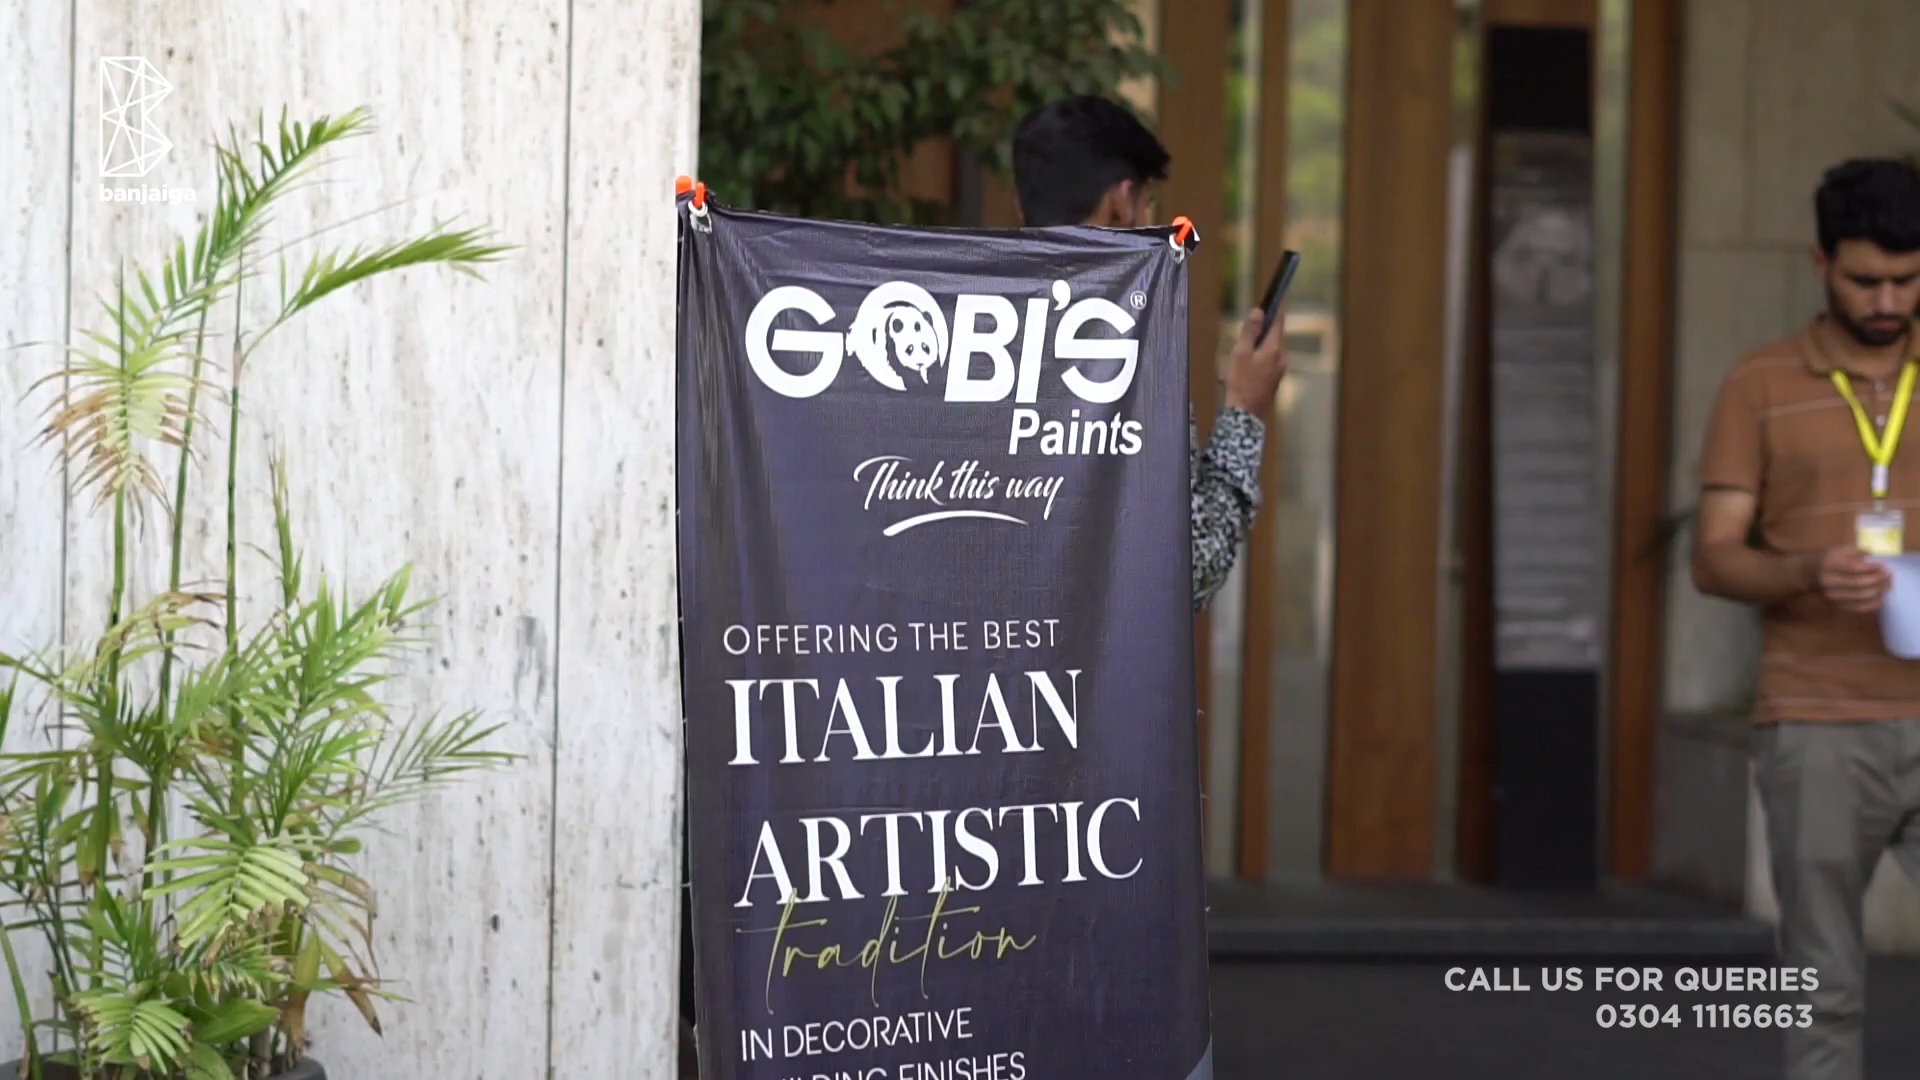 banjaiga
GOBI'S®
Paints
Think this way
OFFERING THE BEST
ITALIAN
ARTISTIC
tradition
IN DECORATIVE
FINISHES
CALL US FOR QUERIES
0304 1116663